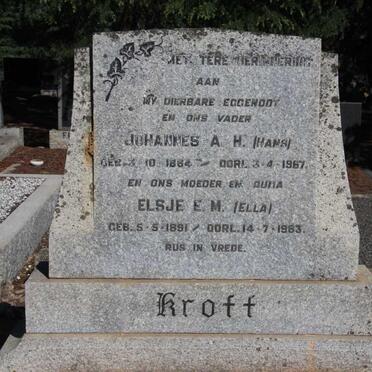 MET TERE HERINNERING
AAN
MY DIERBARE EGGENOOT
EN ONS VADER
JOHANNES A. H. (HANS)
GEB. 3-10-1884 / OORL. 3-4-1967.
EN ONS MOEDER EN OUMA
ELSJE E. M. (ELLA)
GEB. 5-5-1891 / OORL. 14-7-1983.
RUS IN VREDE.
Kroff